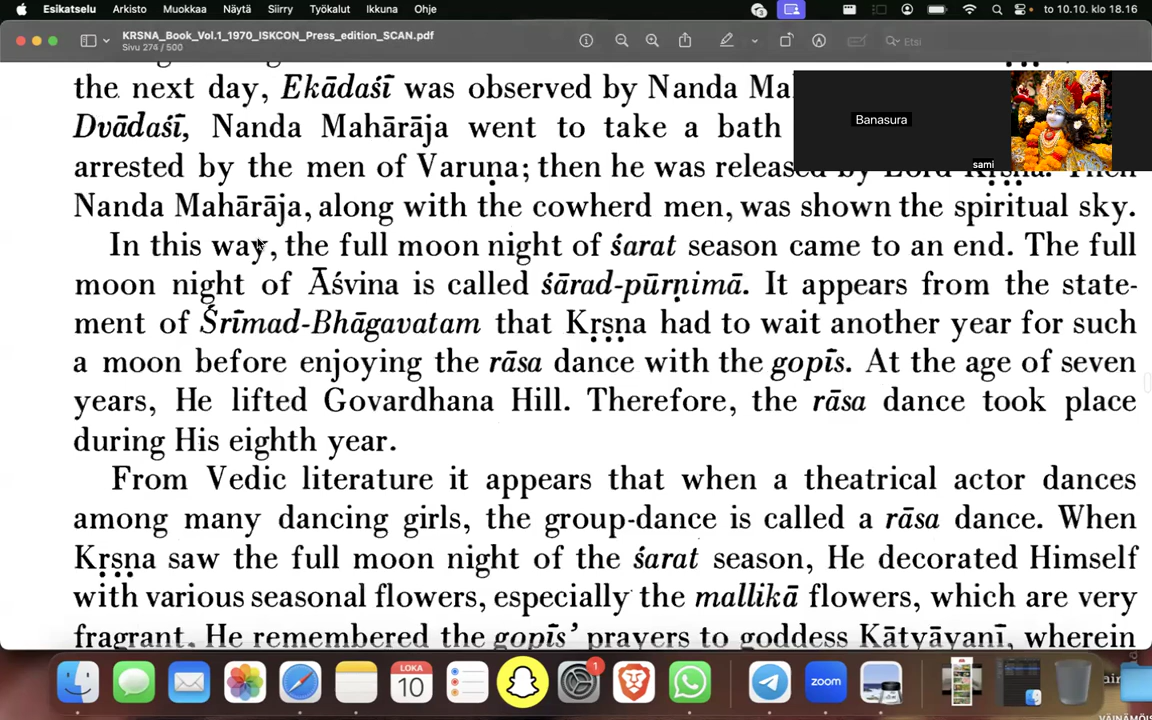 Esikatselu Arkisto Muokkaa Näytä Siirry Työkalut Ikkuna Ohje to 10.10. klo 18.16
KRSNA_Book_Vol.1_1970_ISKCON_Press_edition_SCAN.pdf
Sivu 274 / 500
Etsi
the next day, Ekādaśī was observed by Nanda
Dvādaśī, Nanda Mahārāja went to take a bath
arrested by the men of Varuṇa; then he was released by Lord Kṛṣṇa. Then
Nanda Mahārāja, along with the cowherd men, was shown the spiritual sky.
In this way, the full moon night of śarat season came to an end. The full
moon night of Āśvina is called śārad-pūrṇimā. It appears from the state-
ment of Śrīmad-Bhāgavatam that Kṛṣṇa had to wait another year for such
a moon before enjoying the rāsa dance with the gopīs. At the age of seven
years, He lifted Govardhana Hill. Therefore, the rāsa dance took place
during His eighth year.
From Vedic literature it appears that when a theatrical actor dances
among many dancing girls, the group-dance is called a rāsa dance. When
Kṛṣṇa saw the full moon night of the śarat season, He decorated Himself
with various seasonal flowers, especially the mallikā flowers, which are very
fragrant. He remembered the gopīs' prayers to goddess Kātyāyanī, wherein
Banasura
sami
LOKA
10
1
zoom